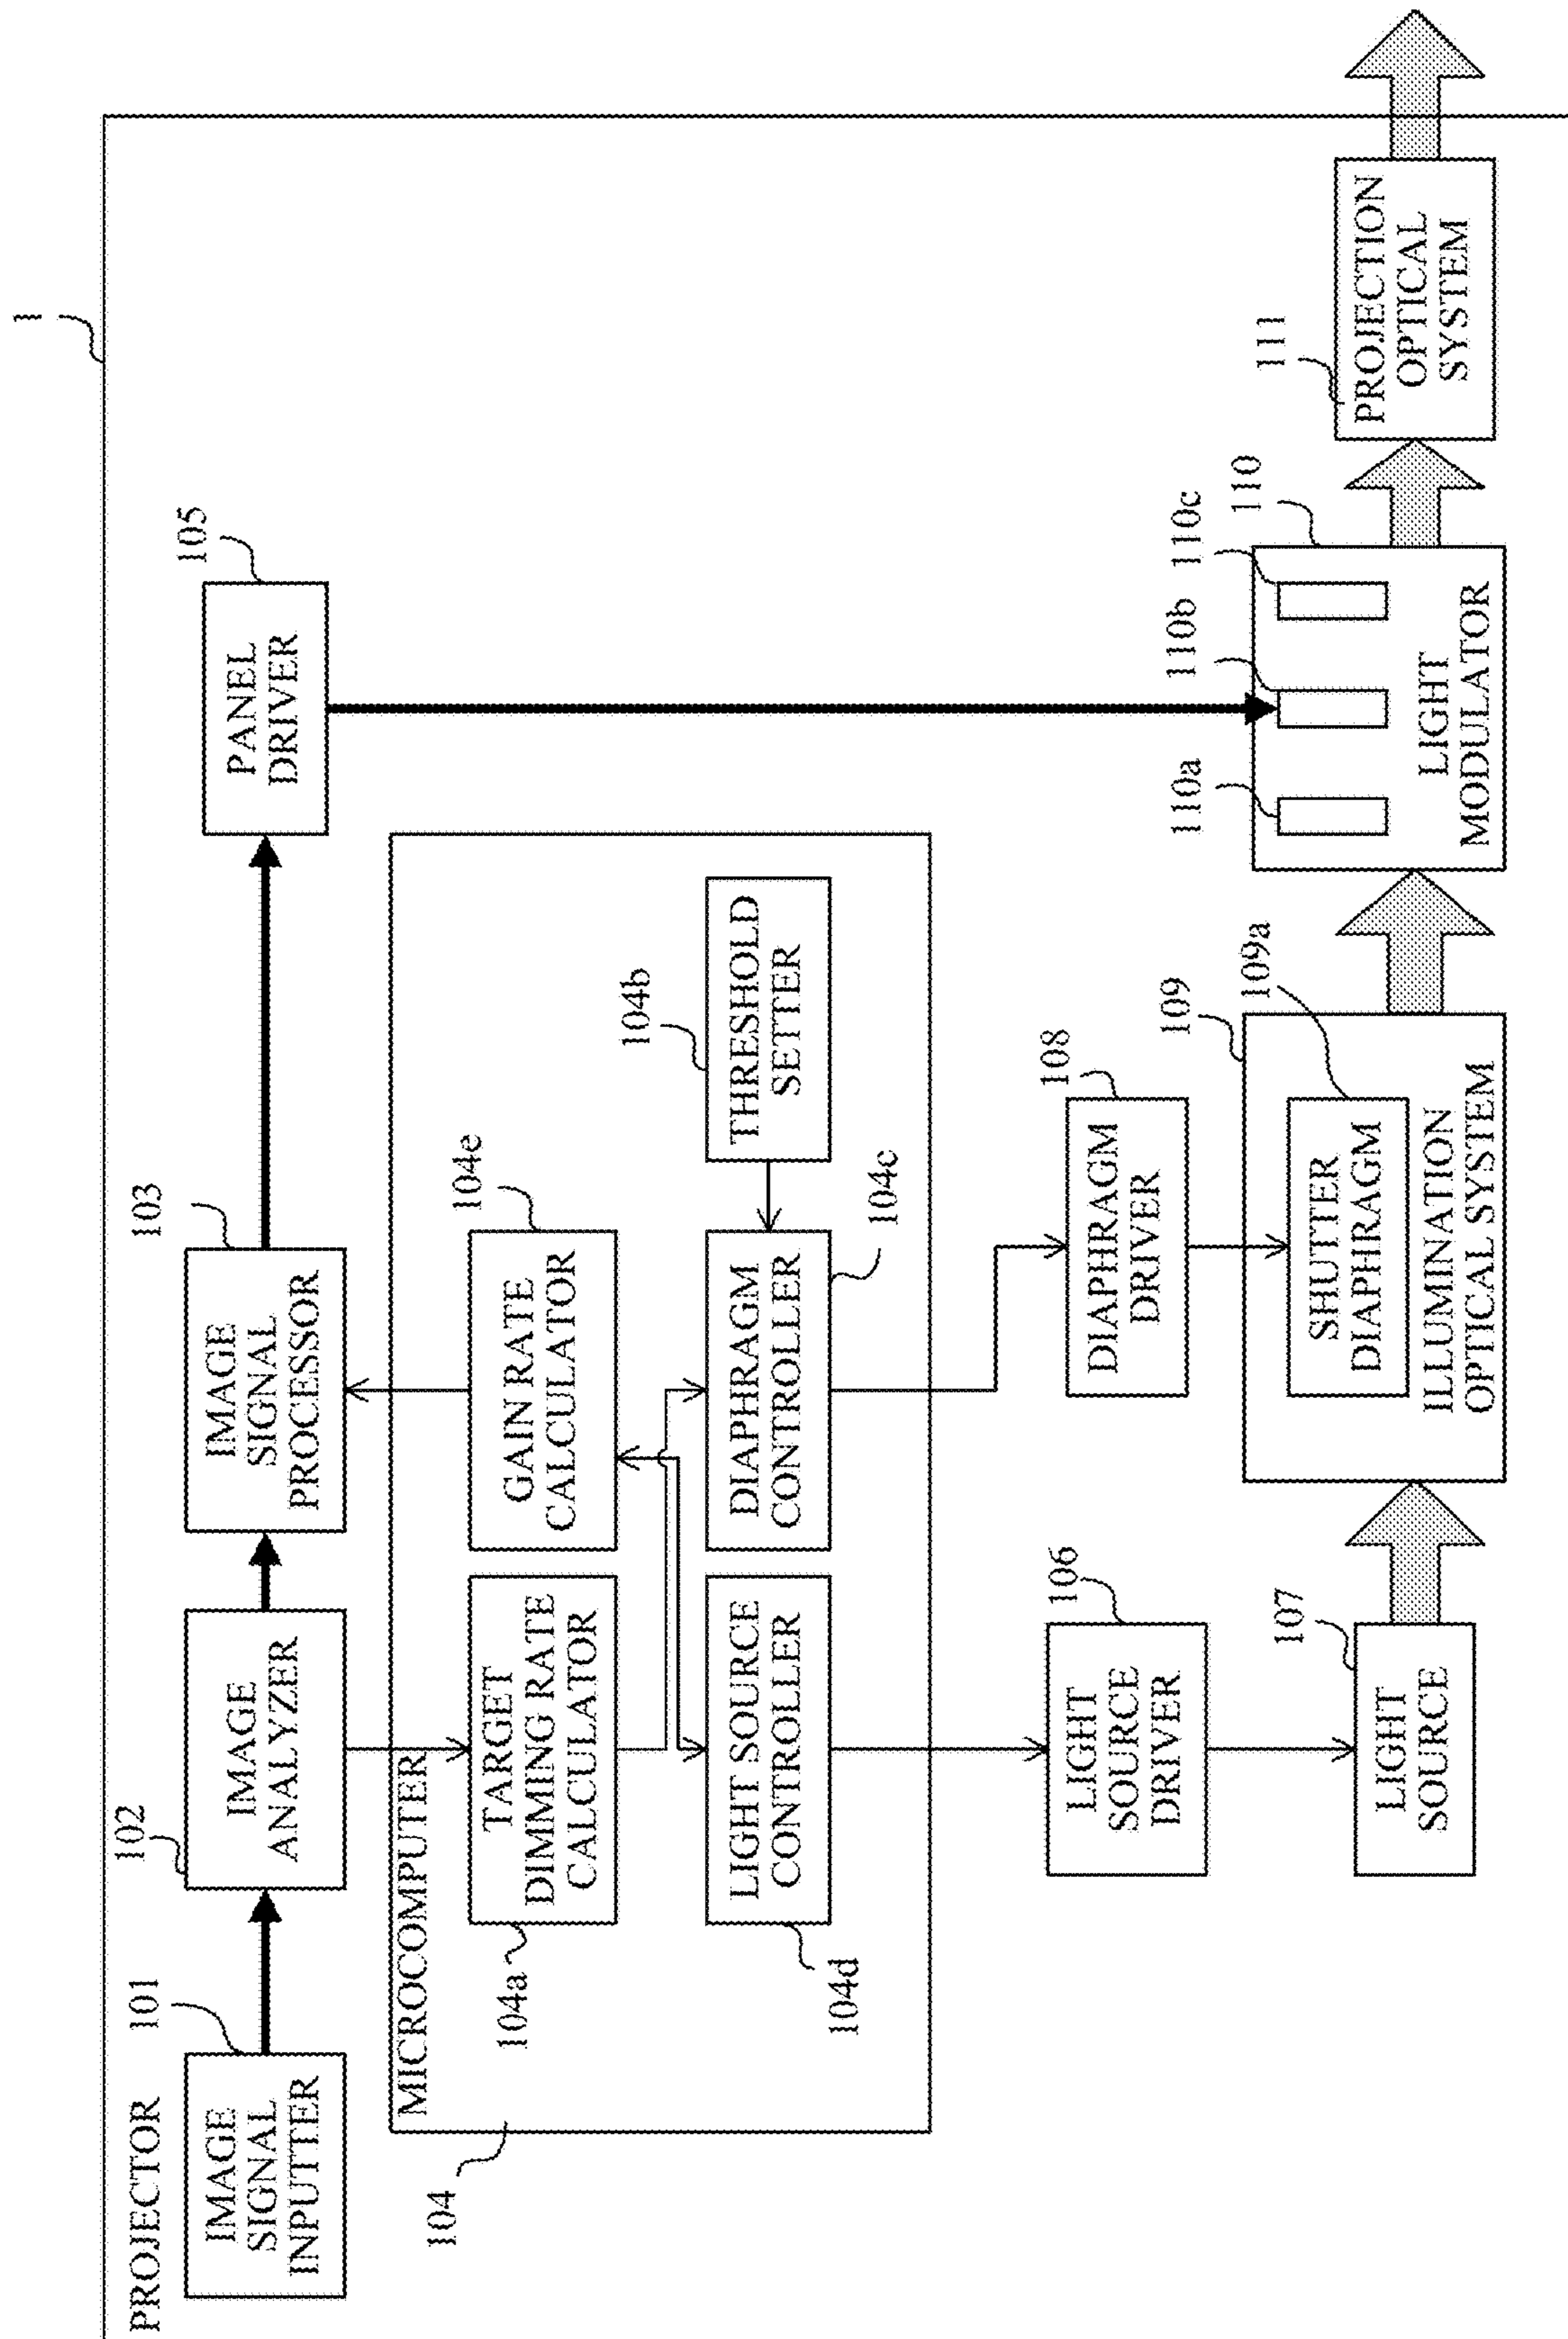 1
PROJECTOR
101
IMAGE
SIGNAL
INPUTTER
102
IMAGE
ANALYZER
103
IMAGE
SIGNAL
PROCESSOR
105
PANEL
DRIVER
104
MICROCOMPUTER
104a
TARGET
DIMMING RATE
CALCULATOR
104e
GAIN RATE
CALCULATOR
104b
THRESHOLD
SETTER
104d
LIGHT SOURCE
CONTROLLER
104c
DIAPHRAGM
CONTROLLER
106
LIGHT
SOURCE
DRIVER
108
DIAPHRAGM
DRIVER
107
LIGHT
SOURCE
109
109a
SHUTTER
DIAPHRAGM
ILLUMINATION
OPTICAL SYSTEM
110a
110b
110c
110
LIGHT
MODULATOR
111
PROJECTION
OPTICAL
SYSTEM